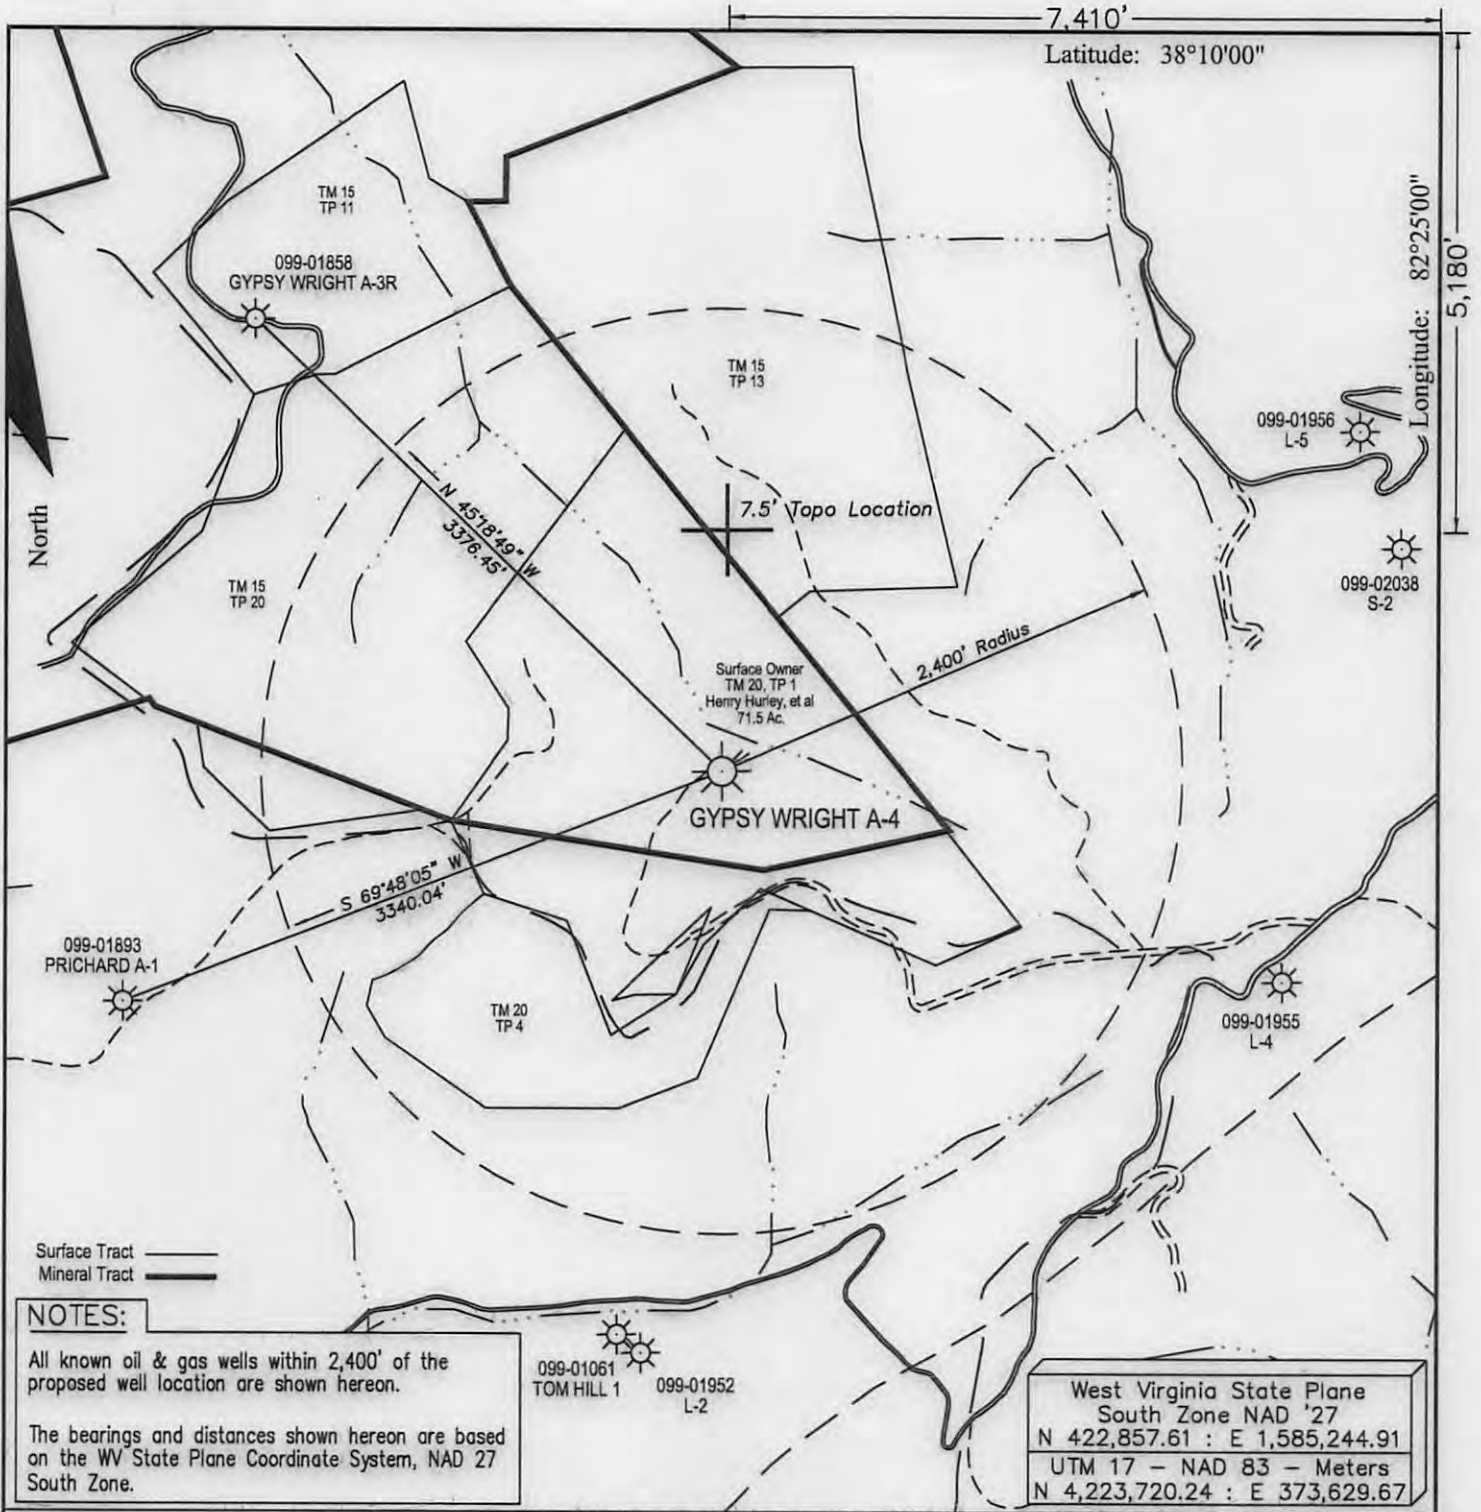 7,410'
Latitude: 38°10'00"
Longitude: 82°25'00"
5,180'
TM 15
TP 11
099-01858
GYPSY WRIGHT A-3R
TM 15
TP 13
099-01956
L-5
North
N 45°18'49" W
3376.45'
7.5' Topo Location
099-02038
S-2
TM 15
TP 20
2,400' Radius
Surface Owner
TM 20, TP 1
Henry Hurley, et al
71.5 Ac.
GYPSY WRIGHT A-4
S 69°48'05" W
3340.04'
099-01893
PRICHARD A-1
TM 20
TP 4
099-01955
L-4
Surface Tract
Mineral Tract
NOTES:
All known oil & gas wells within 2,400' of the
proposed well location are shown hereon.
The bearings and distances shown hereon are based
on the WV State Plane Coordinate System, NAD 27
South Zone.
099-01061
TOM HILL 1
099-01952
L-2
West Virginia State Plane
South Zone NAD '27
N 422,857.61 : E 1,585,244.91
UTM 17 - NAD 83 - Meters
N 4,223,720.24 : E 373,629.67